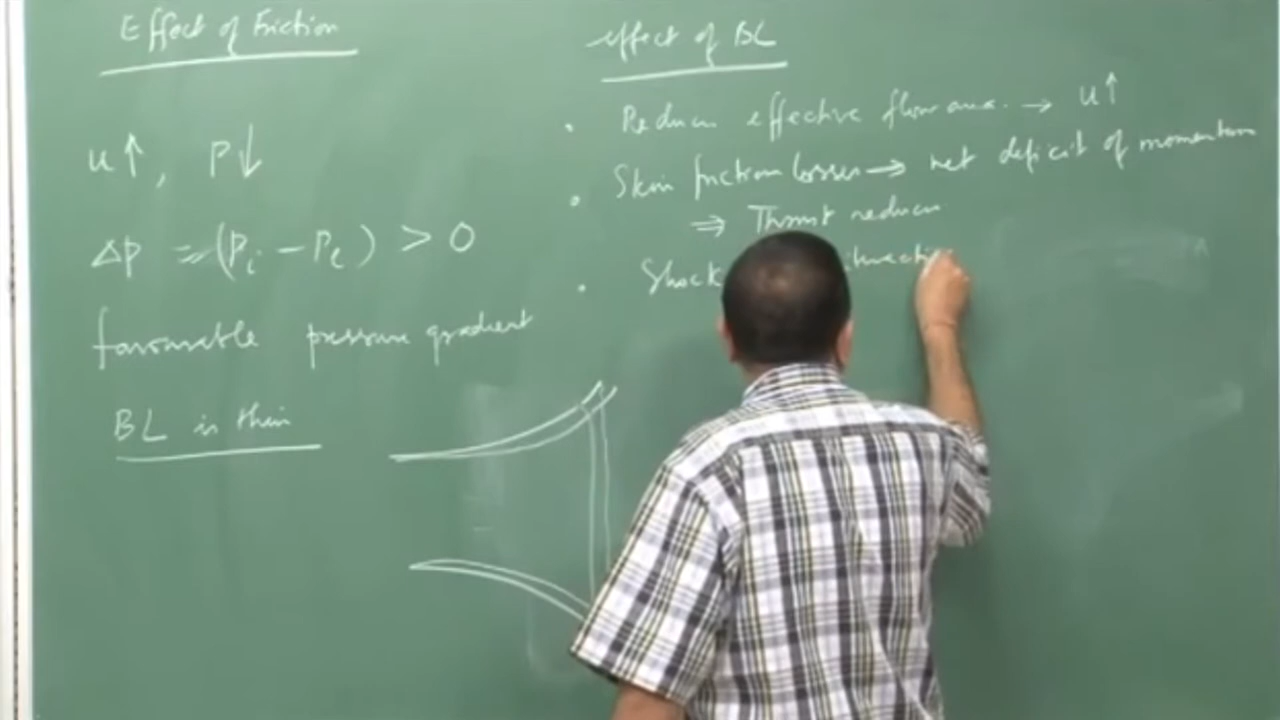 Effect of Friction
u↑, P↓
Δp = (Pi - Pe) > 0
favourable pressure gradient
BL is thin
effect of BL
• Reduces effective flow area. → u↑
• Skin friction losses → net deficit of momentum
⇒ Thrust reduces
• Shock